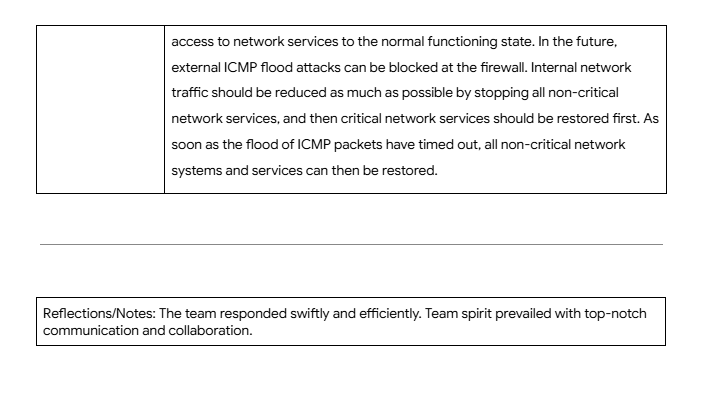 access to network services to the normal functioning state. In the future,
external ICMP flood attacks can be blocked at the firewall. Internal network
traffic should be reduced as much as possible by stopping all non-critical
network services, and then critical network services should be restored first. As
soon as the flood of ICMP packets have timed out, all non-critical network
systems and services can then be restored.
Reflections/Notes: The team responded swiftly and efficiently. Team spirit prevailed with top-notch
communication and collaboration.